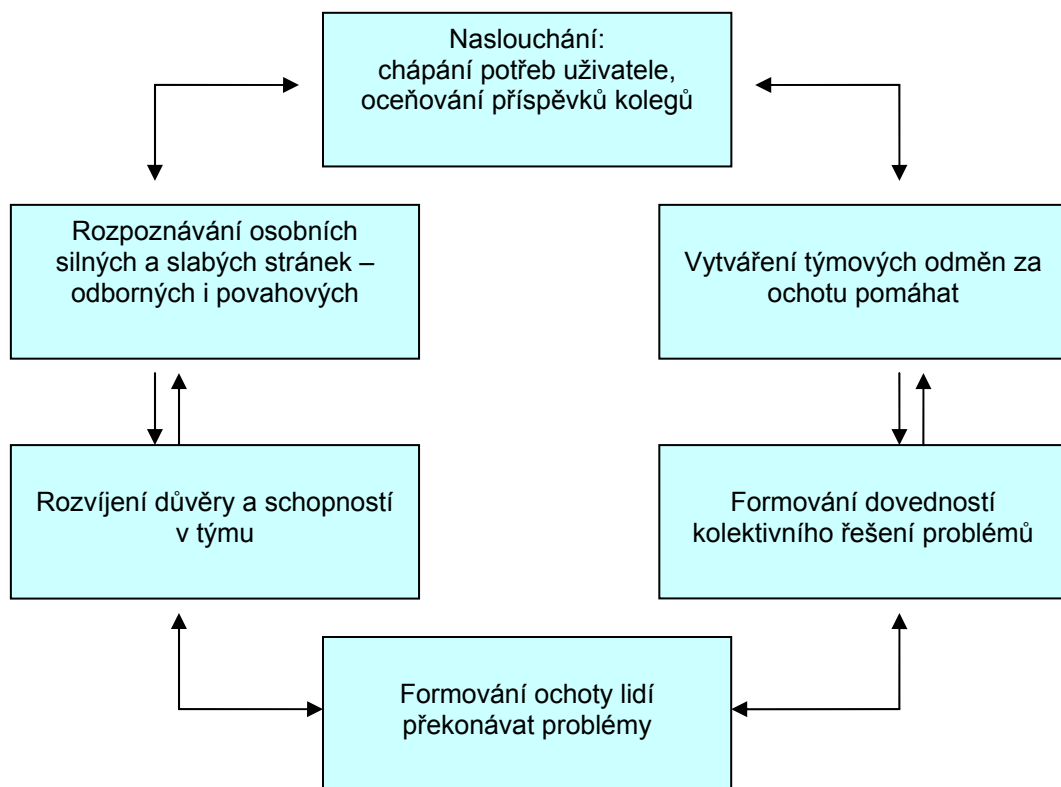 Naslouchání:
chápání potřeb uživatele,
oceňování příspěvků kolegů
Rozpoznávání osobních
silných a slabých stránek –
odborných i povahových
Vytváření týmových odměn za
ochotu pomáhat
Rozvíjení důvěry a schopností
v týmu
Formování dovedností
kolektivního řešení problémů
Formování ochoty lidí
překonávat problémy